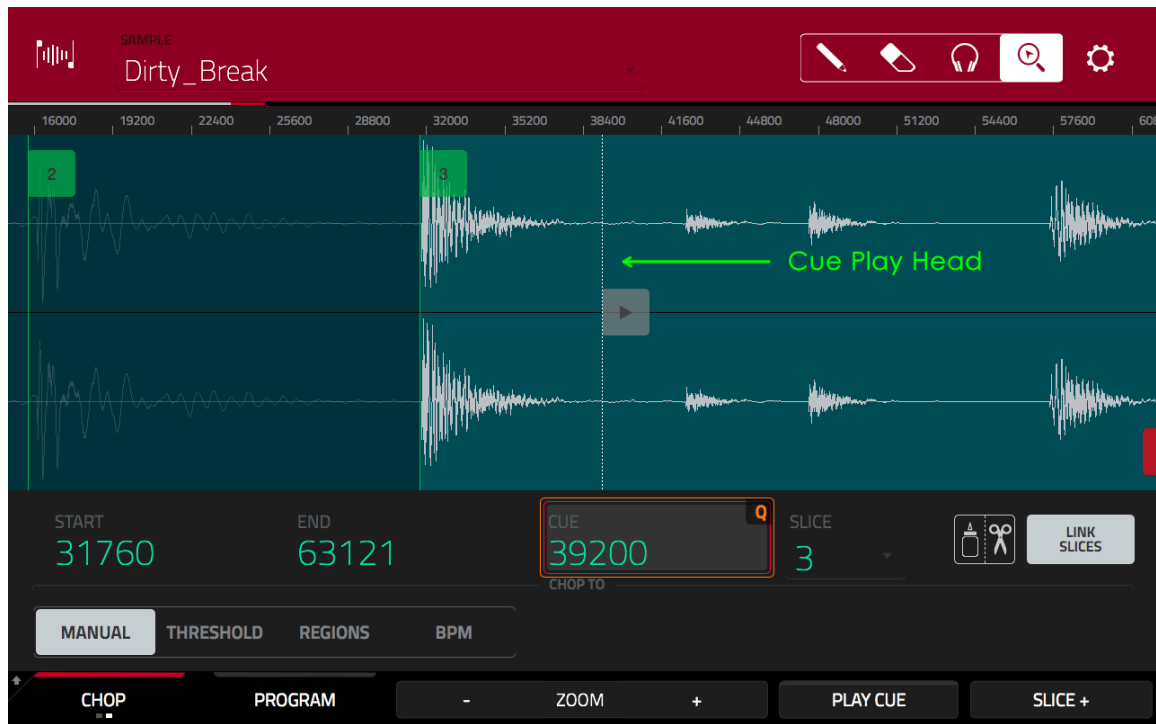 SAMPLE
Dirty_Break
16000 19200 22400 25600 28800 32000 35200 38400 41600 44800 48000 51200 54400 57600 608
2 3
Cue Play Head
START END CUE Q SLICE
31760 63121 39200 3 LINK SLICES
CHOP TO
MANUAL THRESHOLD REGIONS BPM
CHOP PROGRAM - ZOOM + PLAY CUE SLICE +